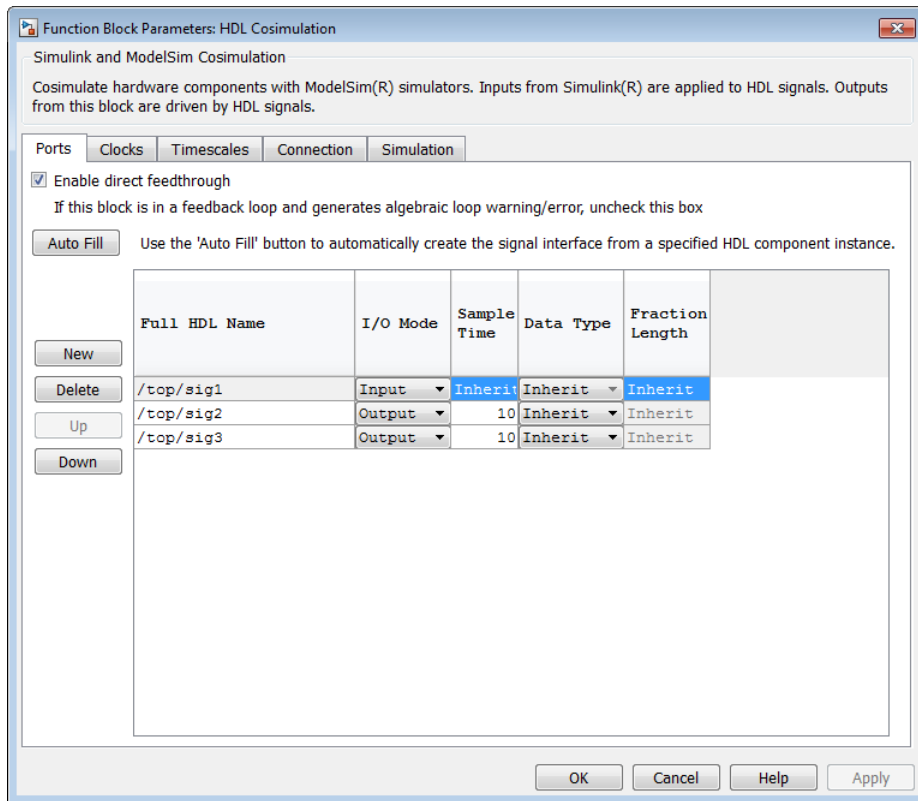 Function Block Parameters: HDL Cosimulation
Simulink and ModelSim Cosimulation
Cosimulate hardware components with ModelSim(R) simulators. Inputs from Simulink(R) are applied to HDL signals. Outputs
from this block are driven by HDL signals.
Ports Clocks Timescales Connection Simulation
Enable direct feedthrough
If this block is in a feedback loop and generates algebraic loop warning/error, uncheck this box
Auto Fill Use the 'Auto Fill' button to automatically create the signal interface from a specified HDL component instance.
Full HDL Name I/O Mode Sample Time Data Type Fraction Length
New
Delete /top/sig1 Input Inherit Inherit Inherit
Up /top/sig2 Output 10 Inherit Inherit
/top/sig3 Output 10 Inherit Inherit
Down
OK Cancel Help Apply